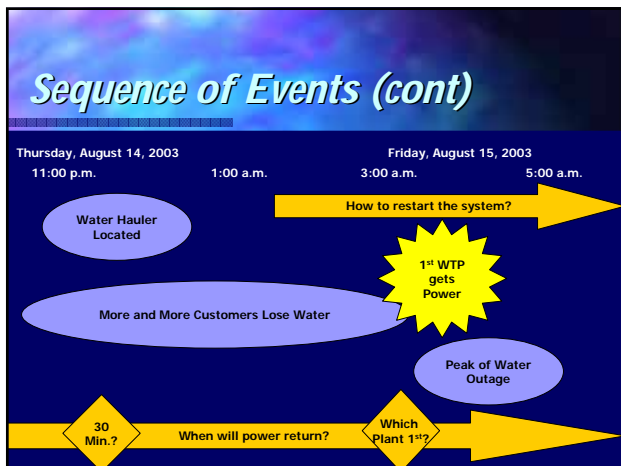 Sequence of Events (cont)
Thursday, August 14, 2003
Friday, August 15, 2003
11:00 p.m.
1:00 a.m.
3:00 a.m.
5:00 a.m.
How to restart the system?
Water Hauler
Located
1st WTP
gets
Power
More and More Customers Lose Water
Peak of Water
Outage
30
Min.?
When will power return?
Which
Plant 1st?